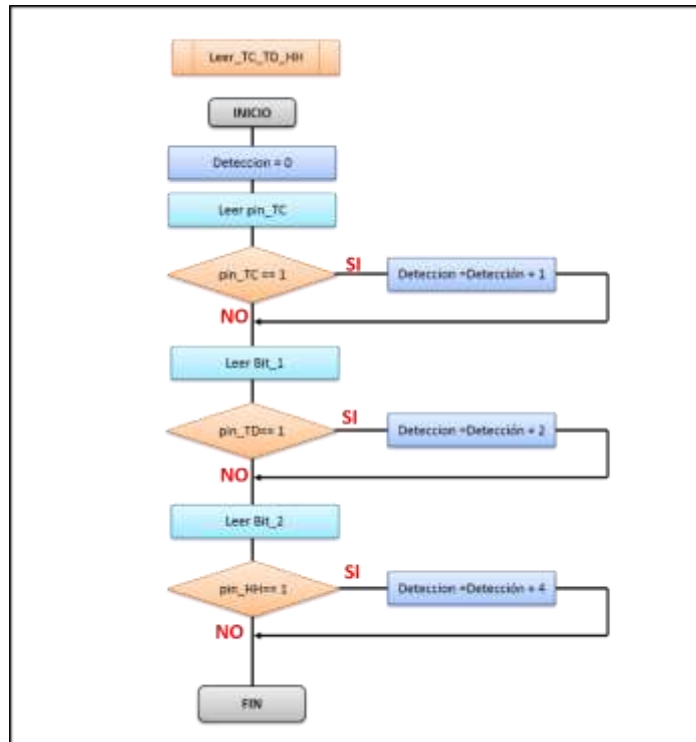 Leer_TC_TD_HH
INICIO
Deteccion = 0
Leer pin_TC
pin_TC == 1
SI
Deteccion =Detección + 1
NO
Leer Bit_1
pin_TD== 1
SI
Deteccion =Detección + 2
NO
Leer Bit_2
pin_HH== 1
SI
Deteccion =Detección + 4
NO
FIN